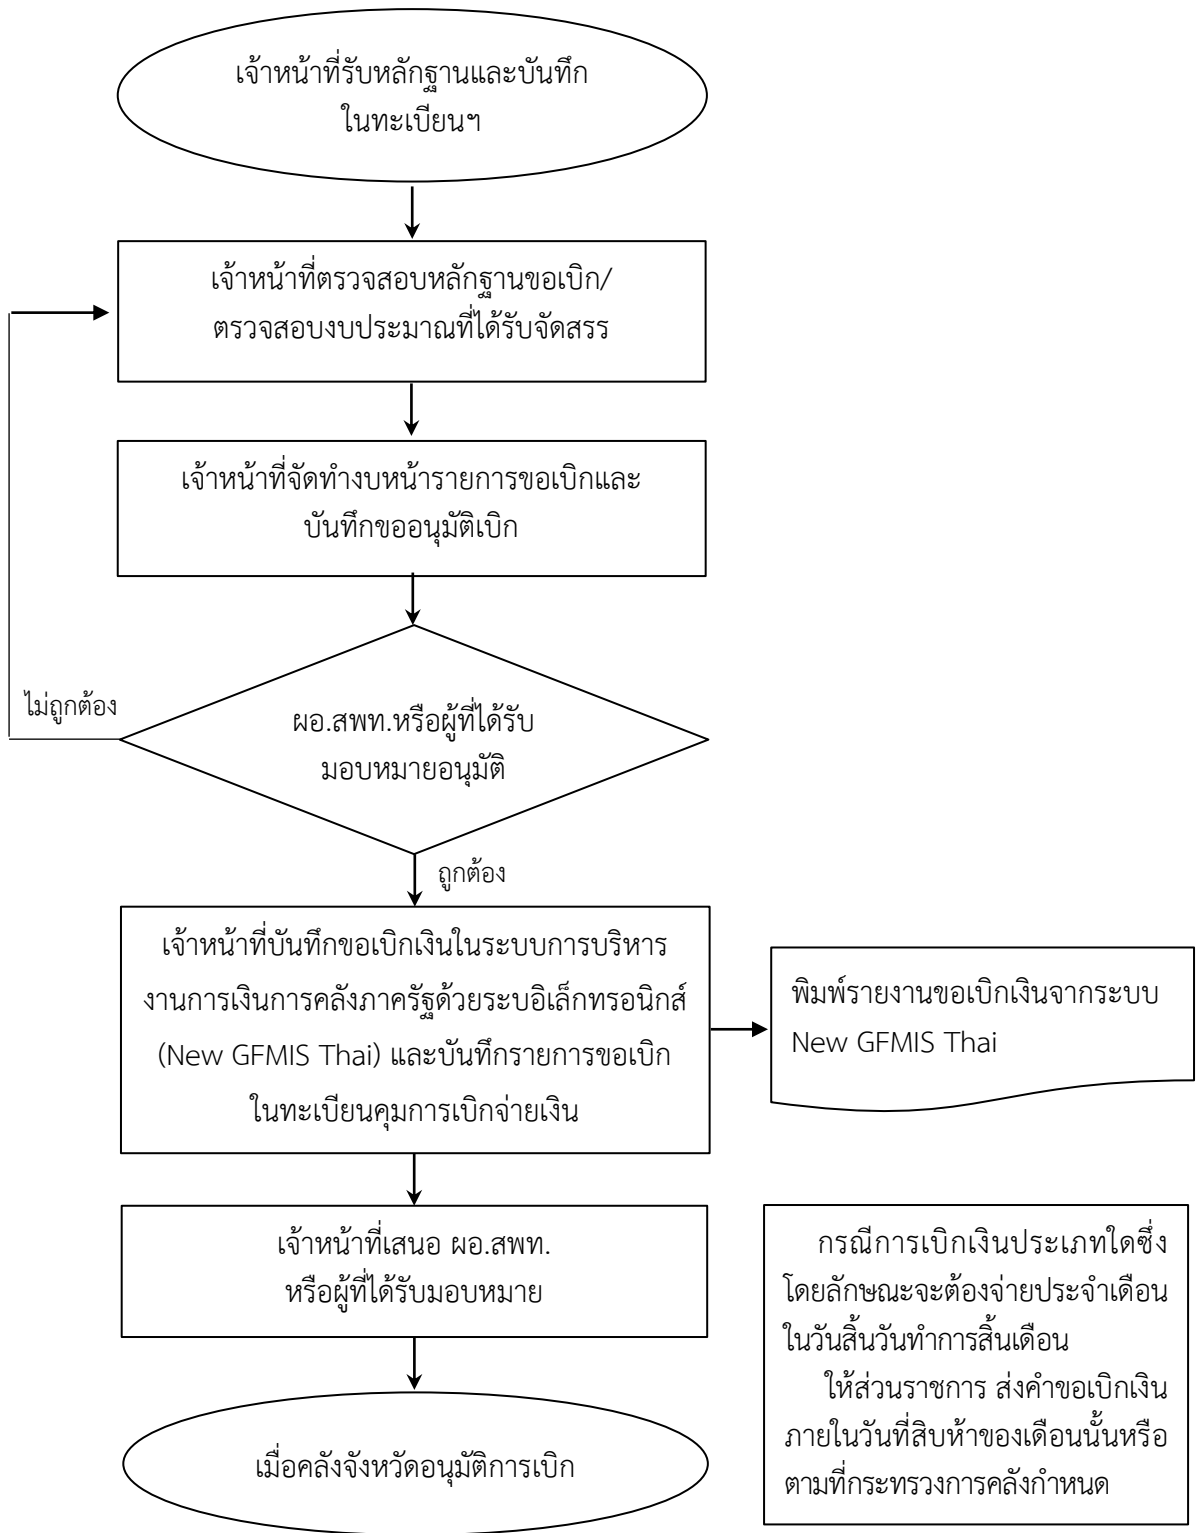 เจ้าหน้าที่รับหลักฐานและบันทึก
ในทะเบียนฯ
เจ้าหน้าที่ตรวจสอบหลักฐานขอเบิก/
ตรวจสอบงบประมาณที่ได้รับจัดสรร
เจ้าหน้าที่จัดทำงบหน้ารายการขอเบิกและ
บันทึกขออนุมัติเบิก
ไม่ถูกต้อง
ผอ.สพท.หรือผู้ที่ได้รับ
มอบหมายอนุมัติ
ถูกต้อง
เจ้าหน้าที่บันทึกขอเบิกเงินในระบบการบริหาร
งานการเงินการคลังภาครัฐด้วยระบอิเล็กทรอนิกส์
(New GFMIS Thai) และบันทึกรายการขอเบิก
ในทะเบียนคุมการเบิกจ่ายเงิน
พิมพ์รายงานขอเบิกเงินจากระบบ
New GFMIS Thai
เจ้าหน้าที่เสนอ ผอ.สพท.
หรือผู้ที่ได้รับมอบหมาย
กรณีการเบิกเงินประเภทใดซึ่ง
โดยลักษณะจะต้องจ่ายประจำเดือน
ในวันสิ้นวันทำการสิ้นเดือน
ให้ส่วนราชการ ส่งคำขอเบิกเงิน
ภายในวันที่สิบห้าของเดือนนั้นหรือ
ตามที่กระทรวงการคลังกำหนด
เมื่อคลังจังหวัดอนุมัติการเบิก